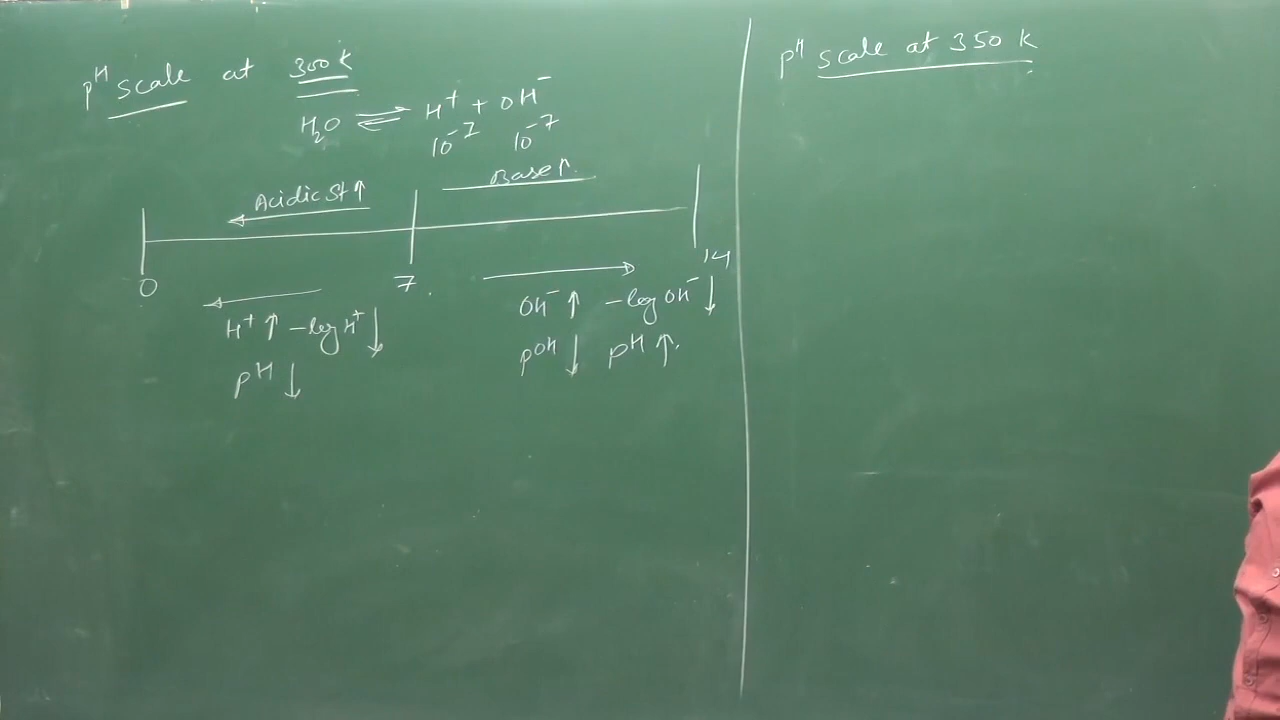 pH scale at 300 K
H2O ⇌ H+ + OH-
10-7 10-7
Acidic St ↑ Base ↑.
0 7 14
H+ ↑ -log H+ ↓
pH ↓
OH- ↑ -log OH- ↓
pOH ↓ pH ↑.
pH scale at 350 K